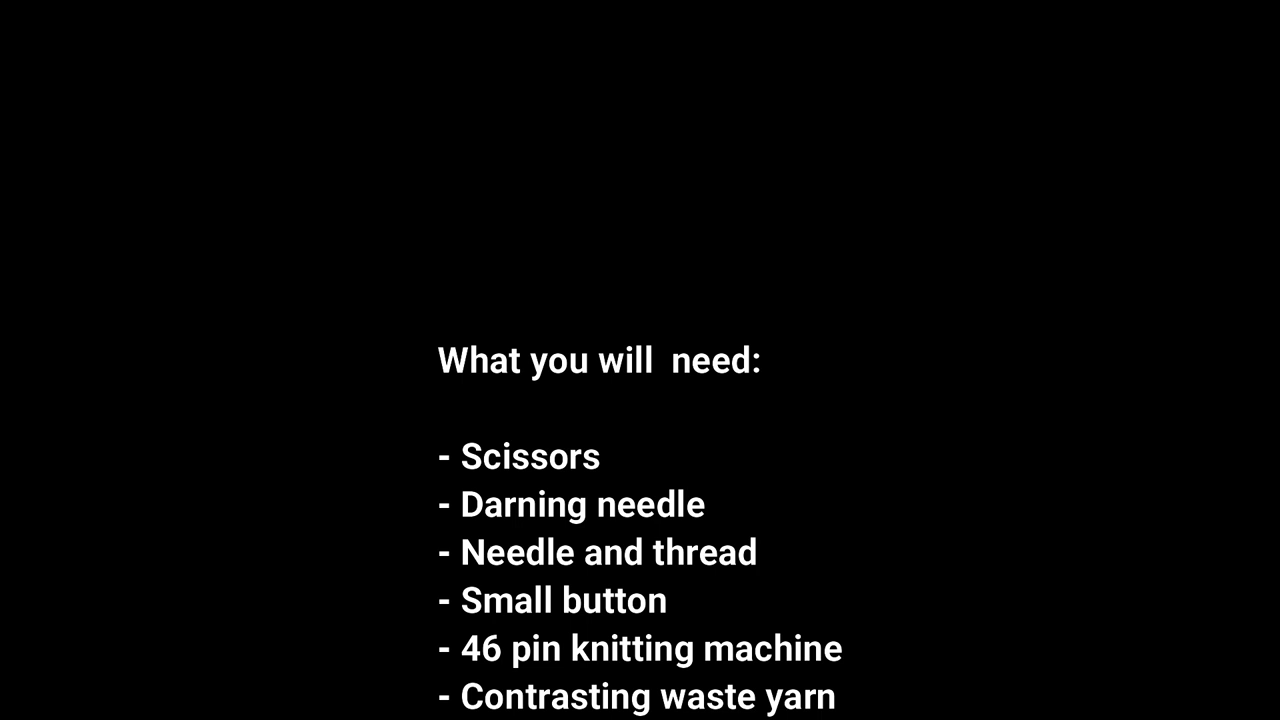 What you will  need:
- Scissors
- Darning needle
- Needle and thread
- Small button
- 46 pin knitting machine
- Contrasting waste yarn